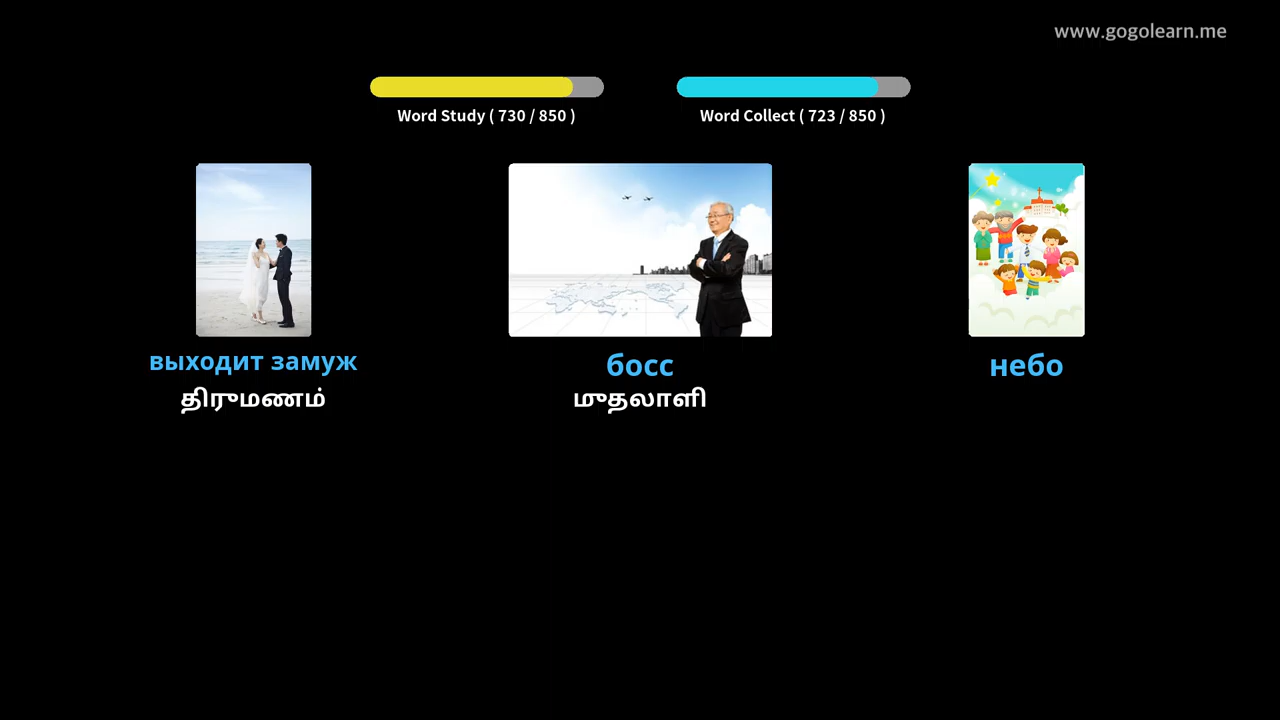 www.gogolearn.me
Word Study ( 730 / 850 )
Word Collect ( 723 / 850 )
выходит замуж
திருமணம்
босс
முதலாளி
небо